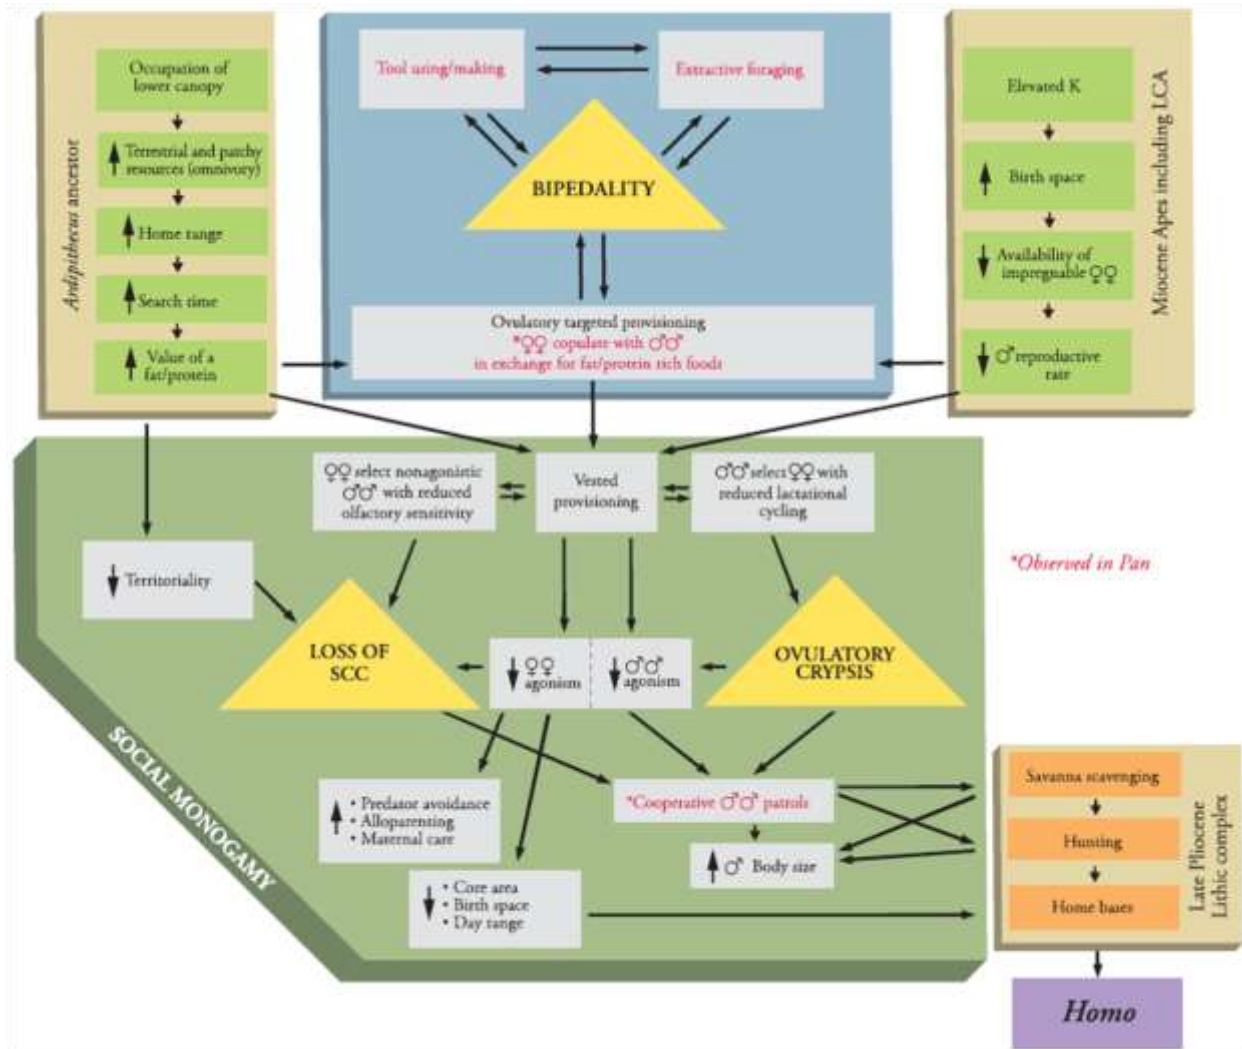 Ardipithecus ancestor
Occupation of
lower canopy
Terrestrial and patchy
resources (omnivory)
Home range
Search time
Value of a
fat/protein
Tool using/making
Extractive foraging
BIPEDALITY
Ovulatory targeted provisioning
*♀♀ copulate with ♂♂
in exchange for fat/protein rich foods
Miocene Apes including LCA
Elevated K
Birth space
Availability of
impregnable ♀♀
♂ reproductive
rate
♀♀ select nonagonistic
♂♂ with reduced
olfactory sensitivity
Vested
provisioning
♂♂ select ♀♀ with
reduced lactational
cycling
*Observed in Pan
Territoriality
LOSS OF
SCC
♀♀
agonism
♂♂
agonism
OVULATORY
CRYPSIS
SOCIAL MONOGAMY
• Predator avoidance
• Alloparenting
• Maternal care
*Cooperative ♂♂ patrols
♂ Body size
• Core area
• Birth space
• Day range
Savanna scavenging
Hunting
Home bases
Late Pliocene
Lithic complex
Homo